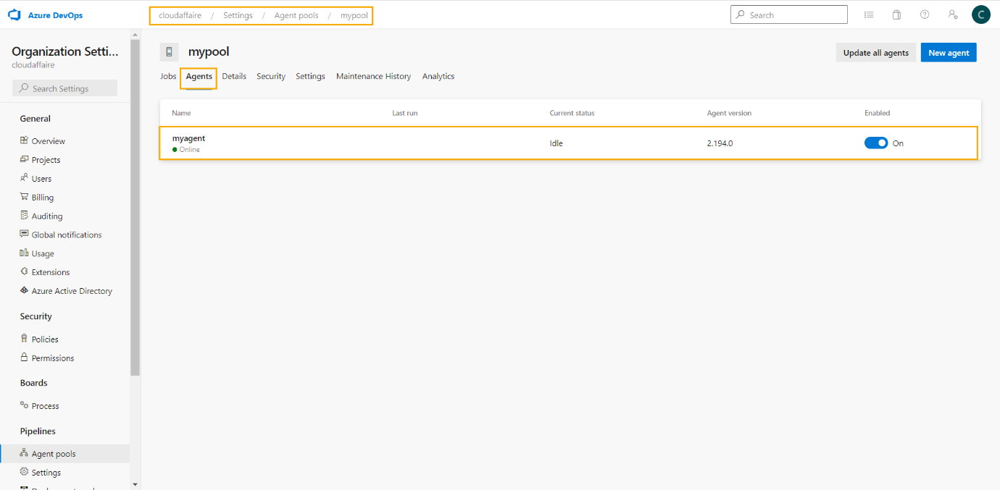 Azure DevOps
cloudaffaire / Settings / Agent pools / mypool
Search
C
Organization Setti...
cloudaffaire
Search Settings
General
Overview
Projects
Users
Billing
Auditing
Global notifications
Usage
Extensions
Azure Active Directory
Security
Policies
Permissions
Boards
Process
Pipelines
Agent pools
Settings
mypool
Update all agents
New agent
Jobs Agents Details Security Settings Maintenance History Analytics
Name Last run Current status Agent version Enabled
myagent
Online
Idle 2.194.0 On